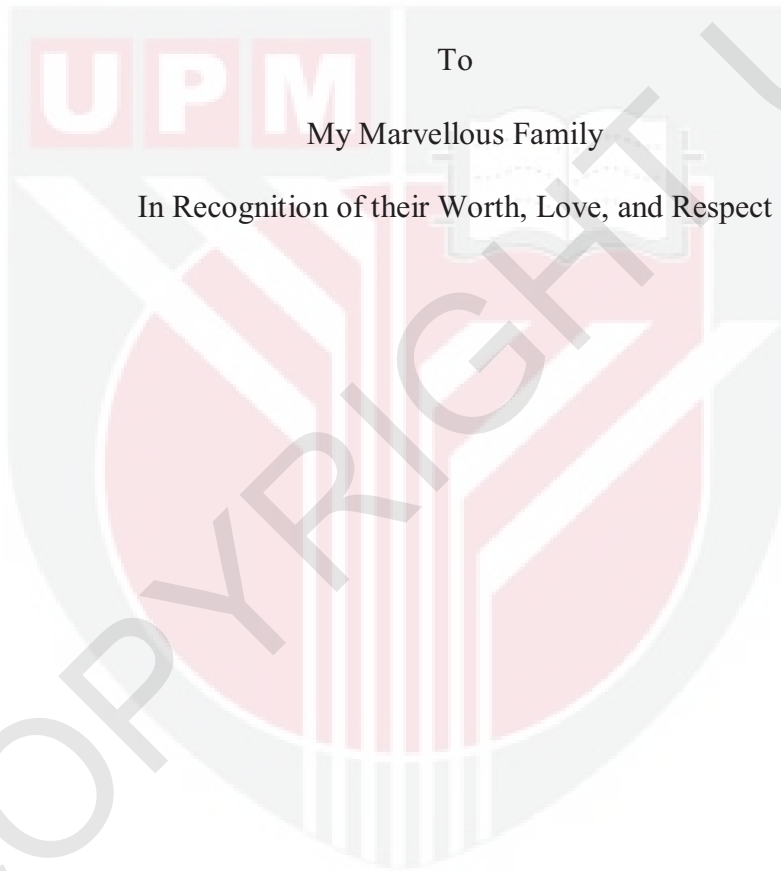 UPM
To
My Marvellous Family
In Recognition of their Worth, Love, and Respect
COPYRIGHT U